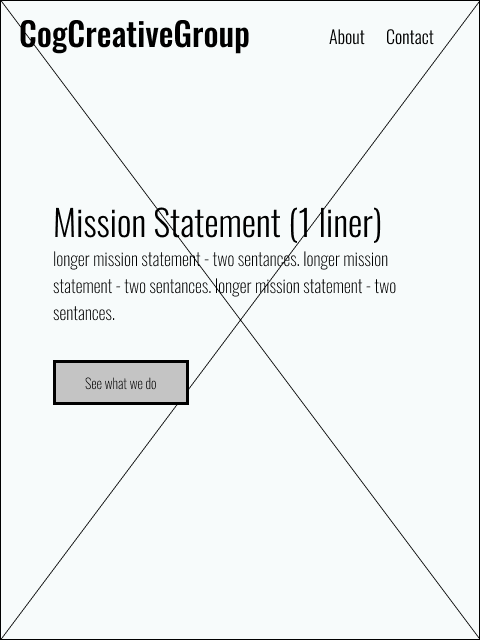 CogCreativeGroup
About Contact
Mission Statement (1 liner)
longer mission statement - two sentances. longer mission
statement - two sentances. longer mission statement - two
sentances.
See what we do